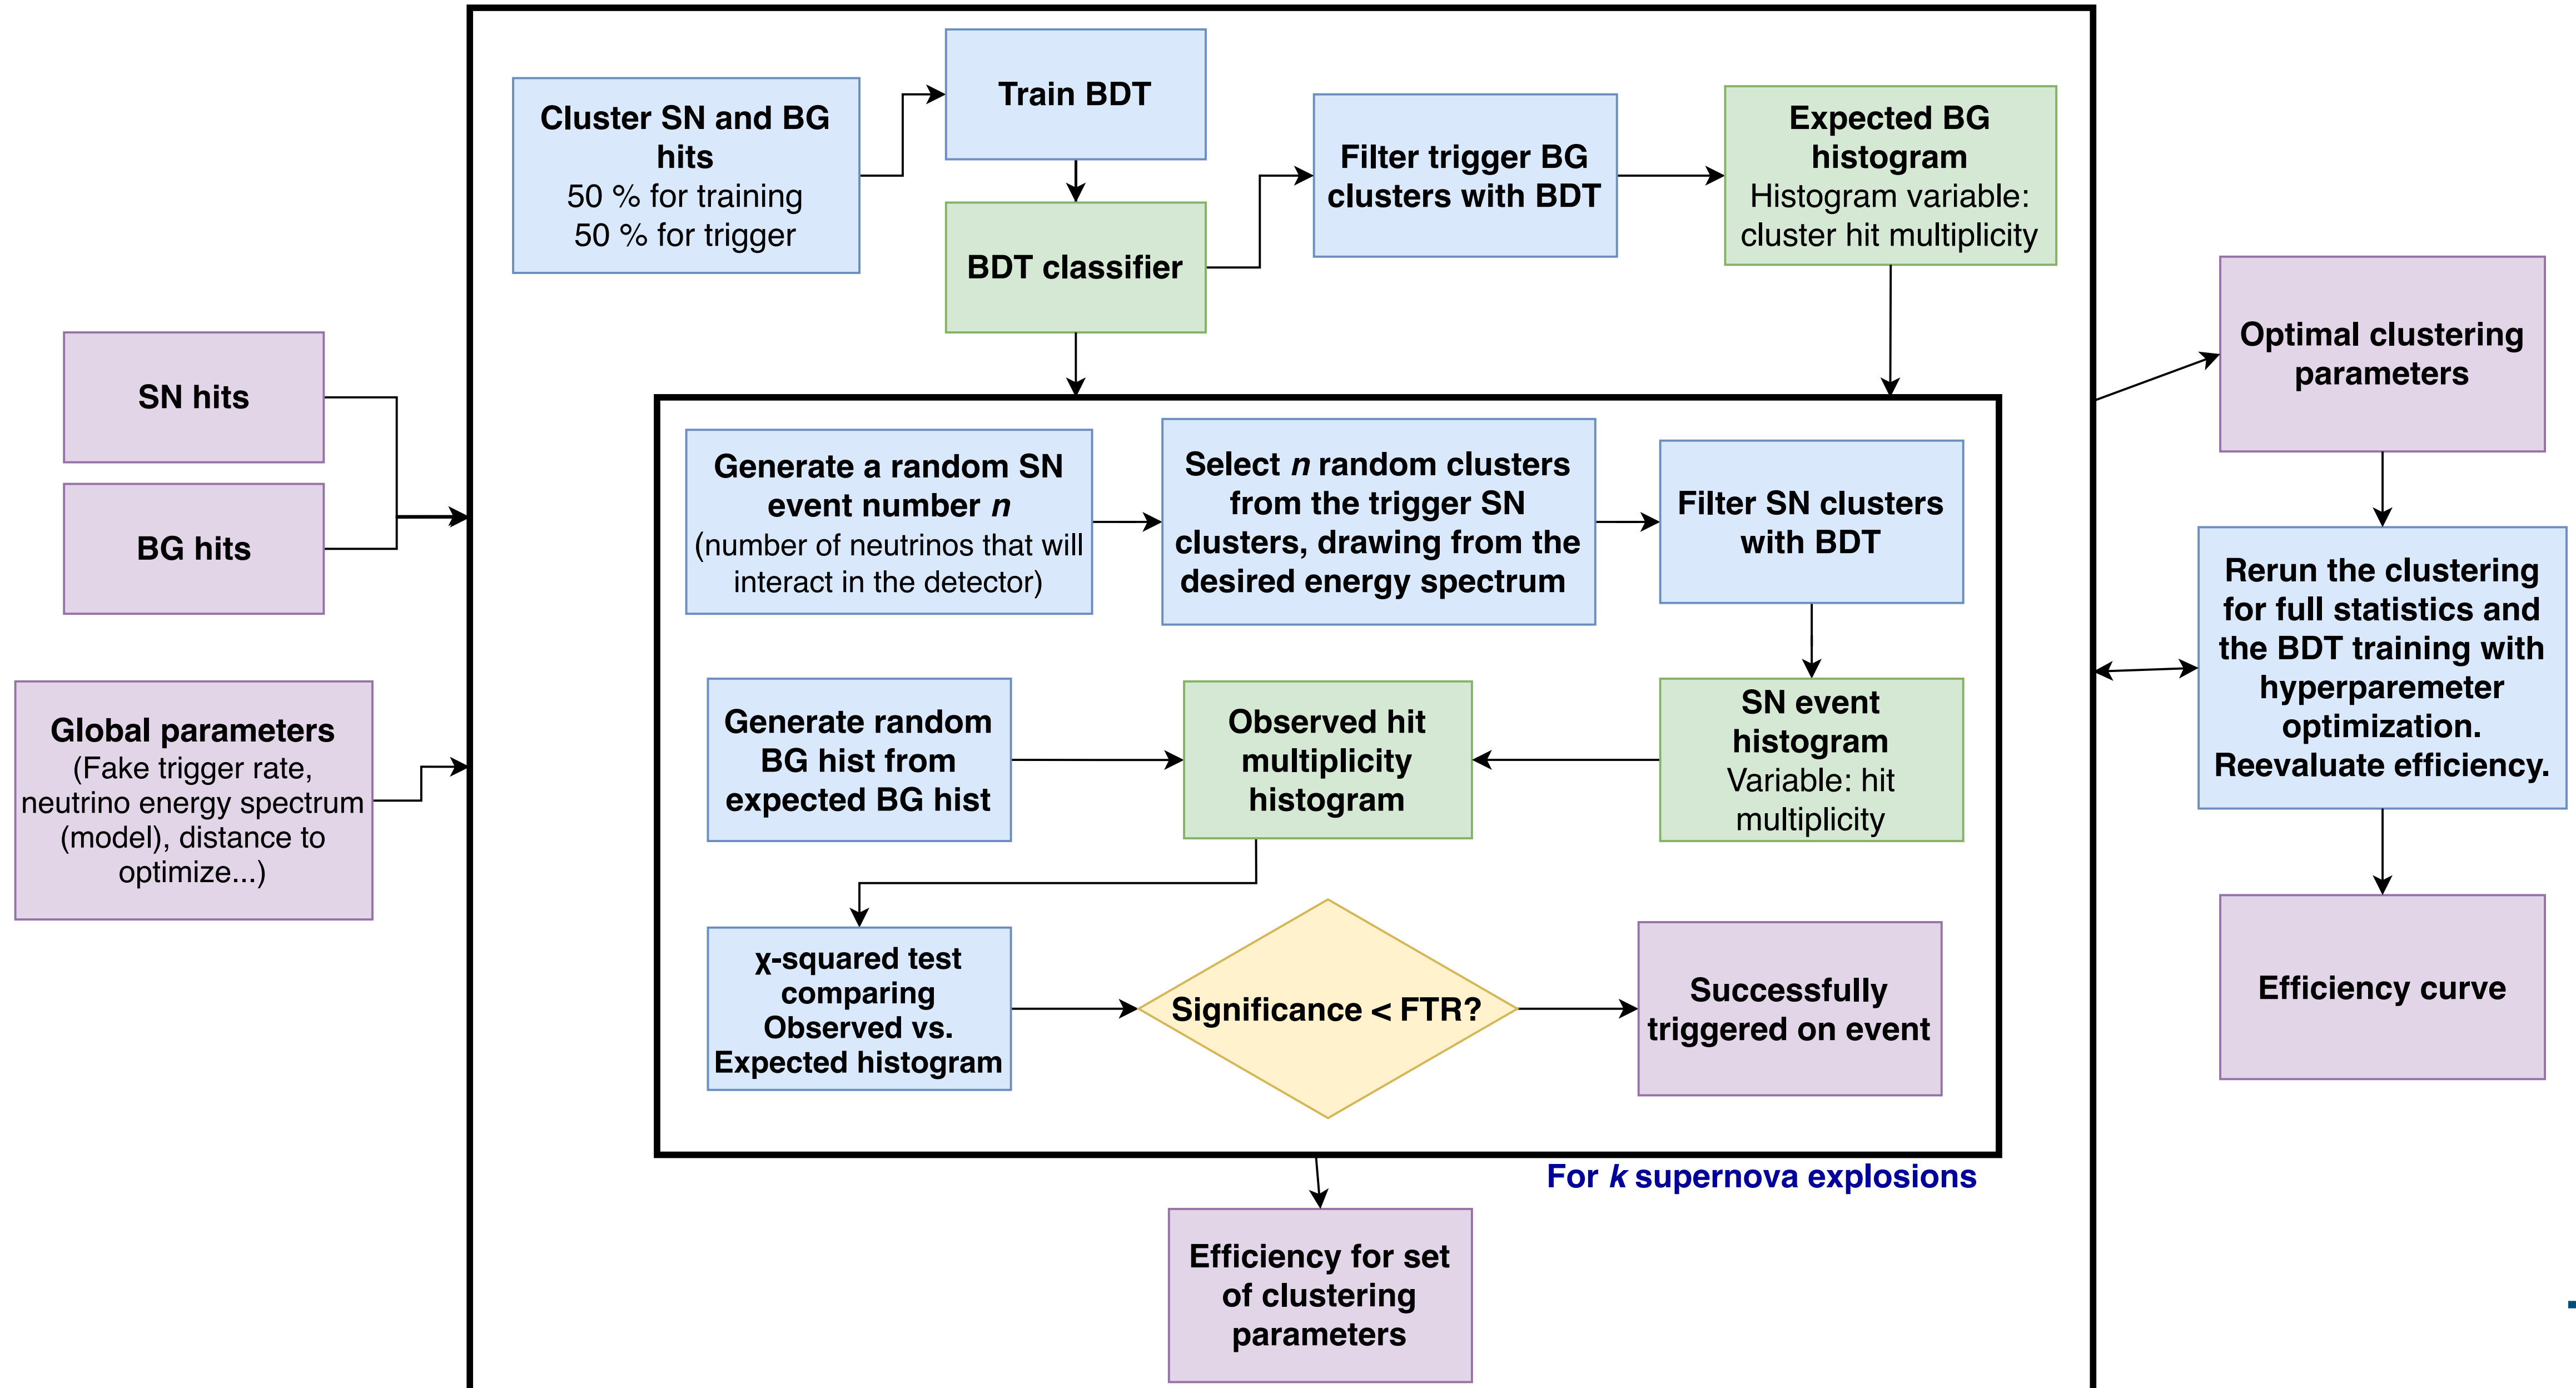 Cluster SN and BG
hits
50 % for training
50 % for trigger
Train BDT
BDT classifier
Filter trigger BG
clusters with BDT
Expected BG
histogram
Histogram variable:
cluster hit multiplicity
SN hits
BG hits
Global parameters
(Fake trigger rate,
neutrino energy spectrum
(model), distance to
optimize...)
Generate a random SN
event number n
(number of neutrinos that will
interact in the detector)
Select n random clusters
from the trigger SN
clusters, drawing from the
desired energy spectrum
Filter SN clusters
with BDT
Generate random
BG hist from
expected BG hist
Observed hit
multiplicity
histogram
SN event
histogram
Variable: hit
multiplicity
χ-squared test
comparing
Observed vs.
Expected histogram
Significance < FTR?
Successfully
triggered on event
For k supernova explosions
Efficiency for set
of clustering
parameters
Optimal clustering
parameters
Rerun the clustering
for full statistics and
the BDT training with
hyperparemeter
optimization.
Reevaluate efficiency.
Efficiency curve